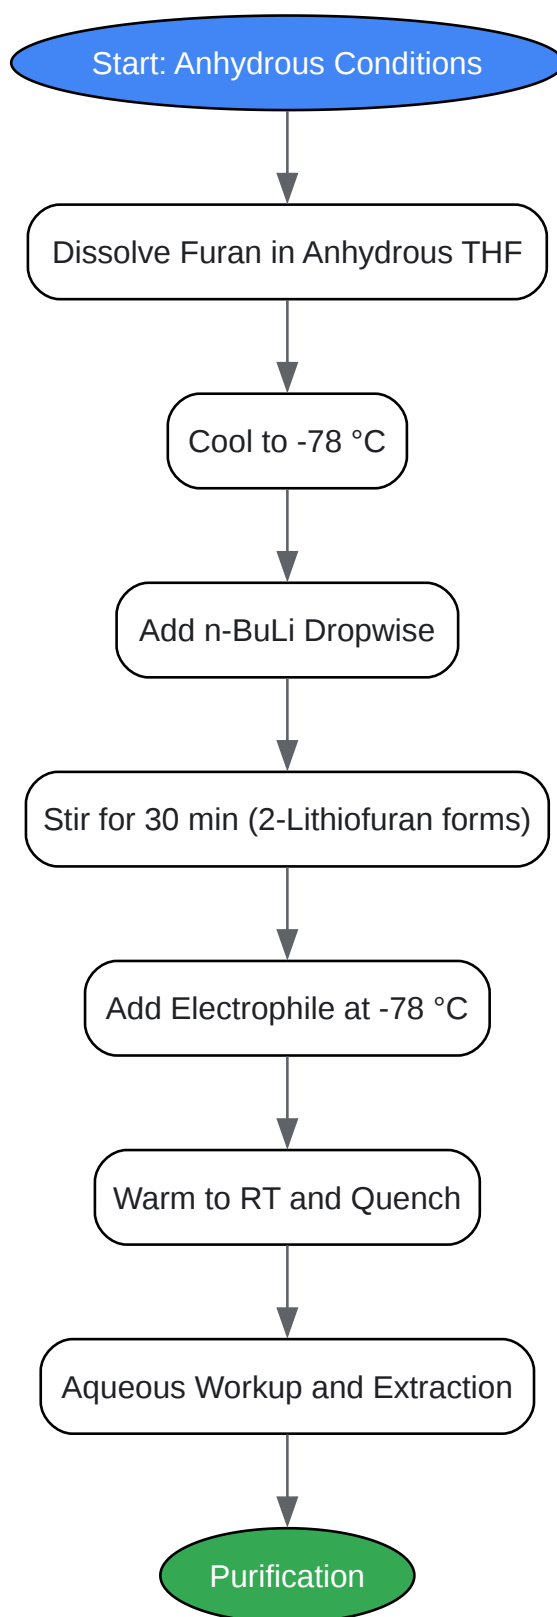 Start: Anhydrous Conditions
Dissolve Furan in Anhydrous THF
Cool to -78 °C
Add n-BuLi Dropwise
Stir for 30 min (2-Lithiofuran forms)
Add Electrophile at -78 °C
Warm to RT and Quench
Aqueous Workup and Extraction
Purification